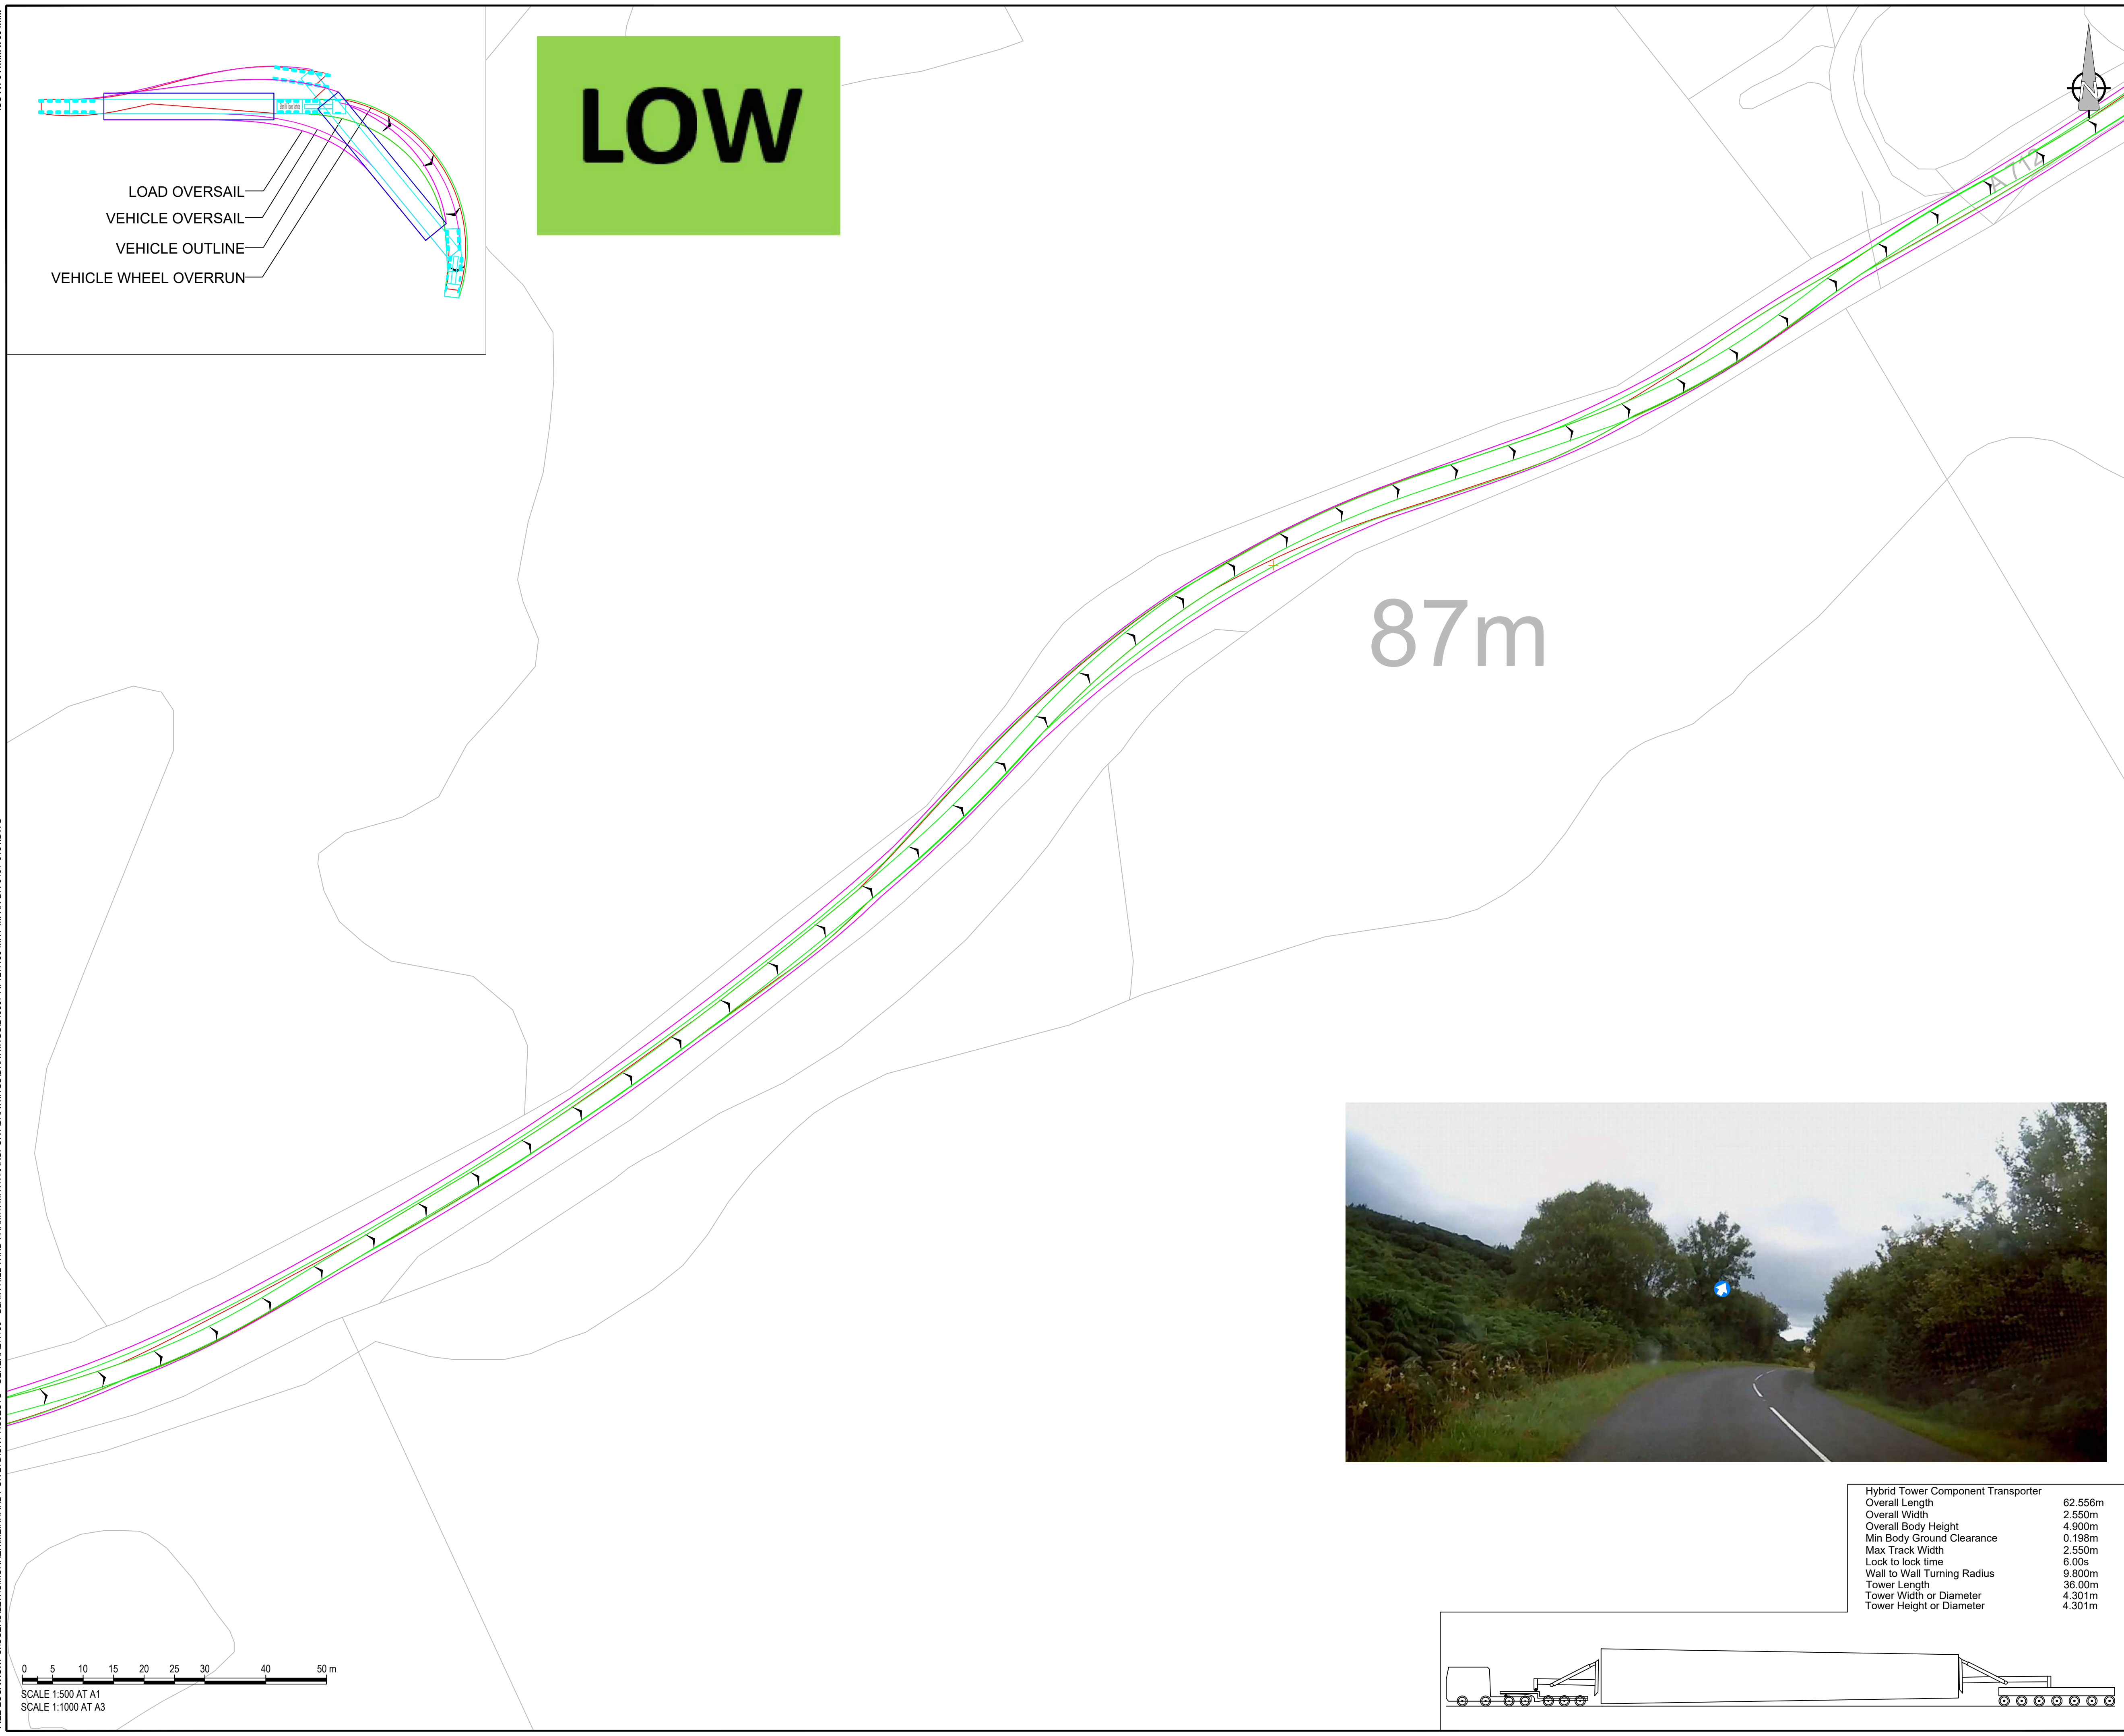 LOW
N
A 712
LOAD OVERSAIL
VEHICLE OVERSAIL
VEHICLE OUTLINE
VEHICLE WHEEL OVERRUN
87m
Hybrid Tower Component Transporter
Overall Length 62.556m
Overall Width 2.550m
Overall Body Height 4.900m
Min Body Ground Clearance 0.198m
Max Track Width 2.550m
Lock to lock time 6.00s
Wall to Wall Turning Radius 9.800m
Tower Length 36.00m
Tower Width or Diameter 4.301m
Tower Height or Diameter 4.301m
0 5 10 15 20 25 30 40 50 m
SCALE 1:500 AT A1
SCALE 1:1000 AT A3